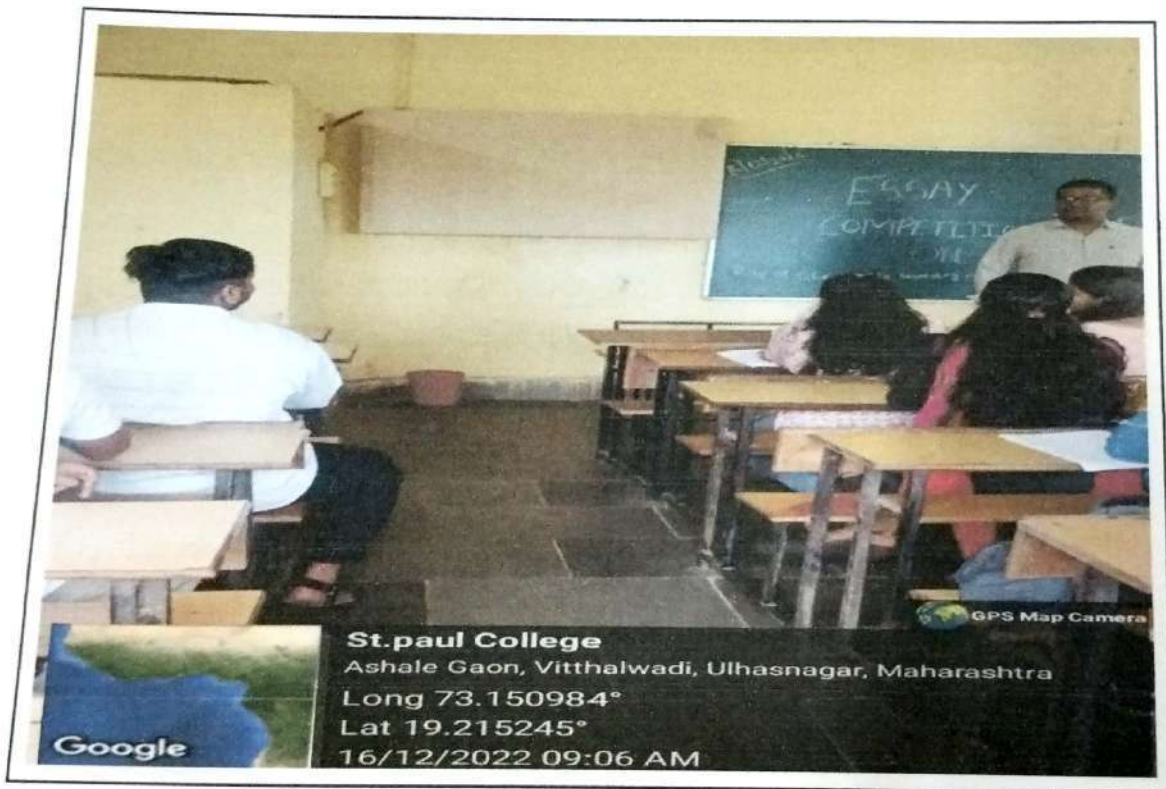 ESSAY
COMPETITIO
ON
GPS Map Camera
St.paul College
Ashale Gaon, Vitthalwadi, Ulhasnagar, Maharashtra
Long 73.150984°
Lat 19.215245°
16/12/2022 09:06 AM
Google